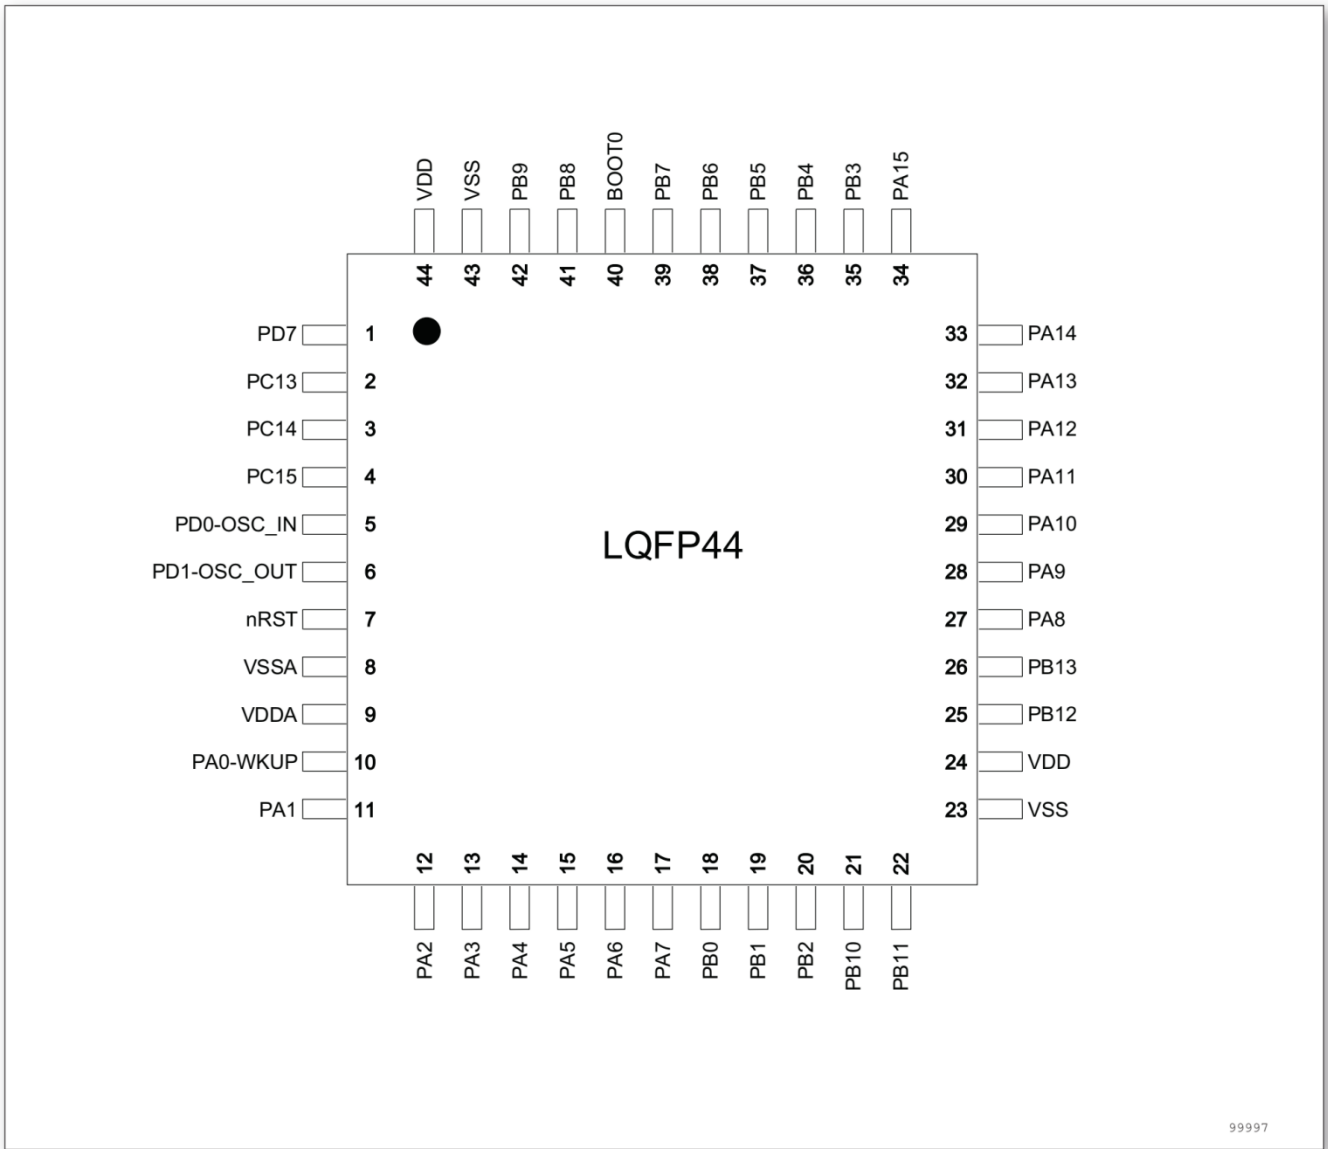 VDD VSS PB9 PB8 BOOT0 PB7 PB6 PB5 PB4 PB3 PA15
44 43 42 41 40 39 38 37 36 35 34
PD7 1 33 PA14
PC13 2 32 PA13
PC14 3 31 PA12
PC15 4 30 PA11
PD0-OSC_IN 5 29 PA10
LQFP44
PD1-OSC_OUT 6 28 PA9
nRST 7 27 PA8
VSSA 8 26 PB13
VDDA 9 25 PB12
PA0-WKUP 10 24 VDD
PA1 11 23 VSS
12 13 14 15 16 17 18 19 20 21 22
PA2 PA3 PA4 PA5 PA6 PA7 PB0 PB1 PB2 PB10 PB11
99997